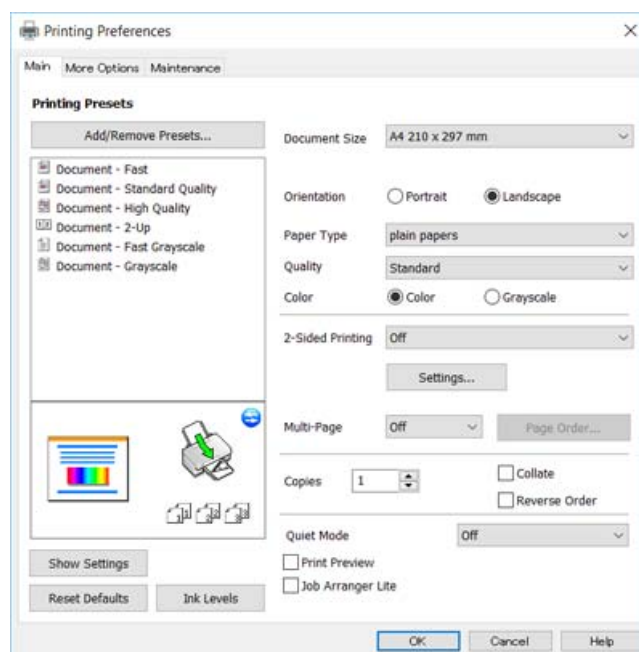 Printing Preferences
Main More Options Maintenance
Printing Presets
Add/Remove Presets...
Document - Fast
Document - Standard Quality
Document - High Quality
Document - 2-Up
Document - Fast Grayscale
Document - Grayscale
Show Settings
Reset Defaults Ink Levels
Document Size A4 210 x 297 mm
Orientation Portrait Landscape
Paper Type plain papers
Quality Standard
Color Color Grayscale
2-Sided Printing Off
Settings...
Multi-Page Off Page Order...
Copies 1 Collate
Reverse Order
Quiet Mode Off
Print Preview
Job Arranger Lite
OK Cancel Help